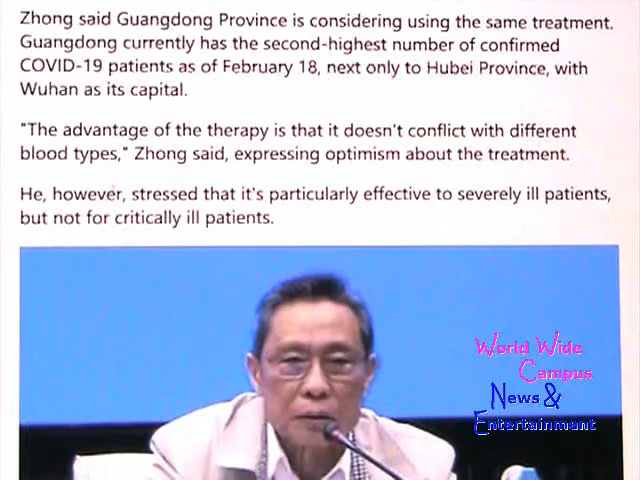 Zhong said Guangdong Province is considering using the same treatment.
Guangdong currently has the second-highest number of confirmed
COVID-19 patients as of February 18, next only to Hubei Province, with
Wuhan as its capital.
"The advantage of the therapy is that it doesn't conflict with different
blood types," Zhong said, expressing optimism about the treatment.
He, however, stressed that it's particularly effective to severely ill patients,
but not for critically ill patients.
World Wide
Campus
News &
Entertainment